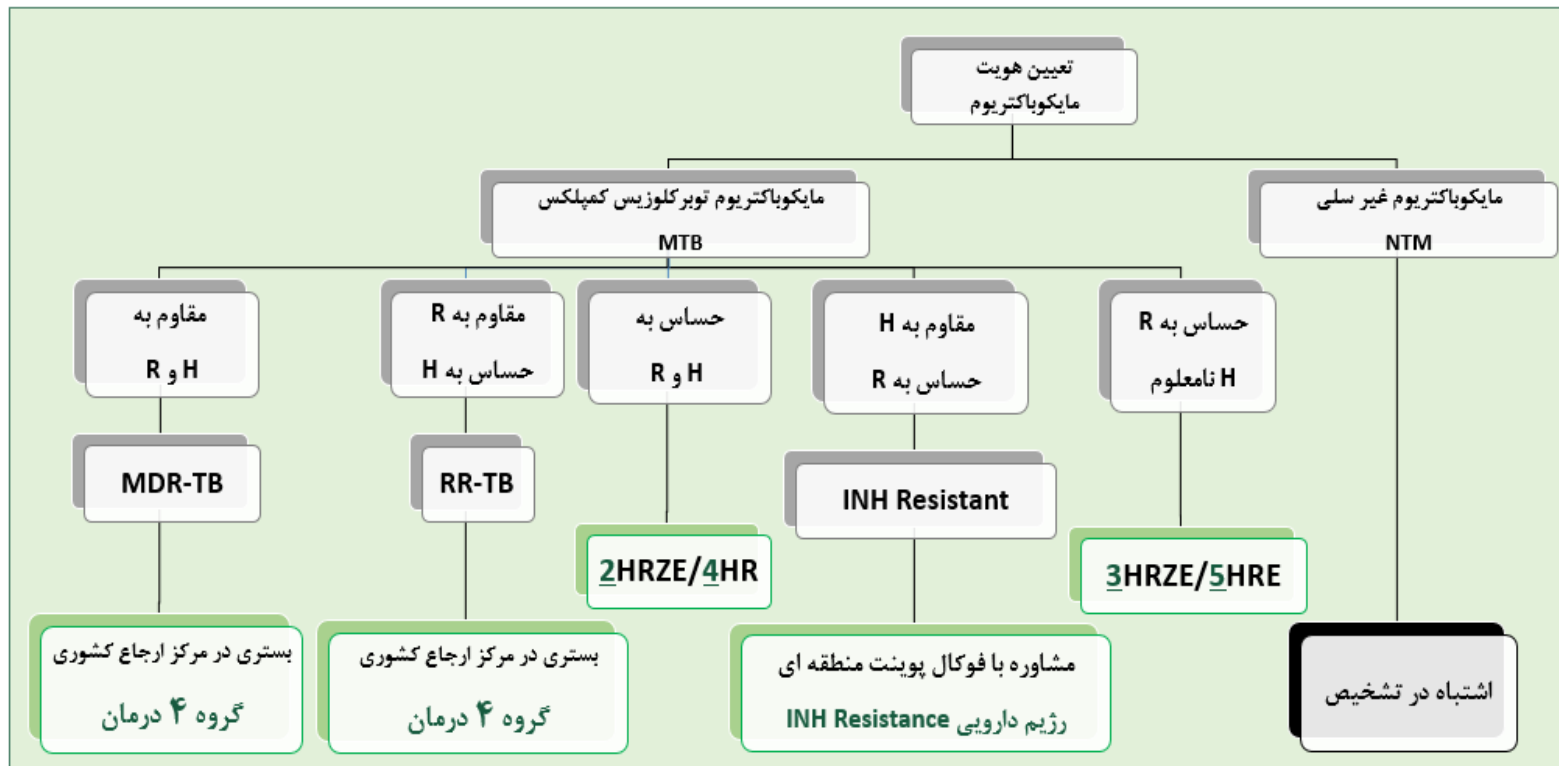 تعیین هویت
مایکوباکتریوم
مایکوباکتریوم غیر سلی
NTM
مایکوباکتریوم توبرکلوزیس کمپلکس
MTB
حساس به R
H نامعلوم
مقاوم به H
حساس به R
حساس به
H و R
مقاوم به R
حساس به H
مقاوم به
H و R
INH Resistant
RR-TB
MDR-TB
3HRZE/5HRE
2HRZE/4HR
اشتباه در تشخیص
مشاوره با فوکال پوینت منطقه ای
رژیم دارویی INH Resistance
بستری در مرکز ارجاع کشوری
گروه ۴ درمان
بستری در مرکز ارجاع کشوری
گروه ۴ درمان